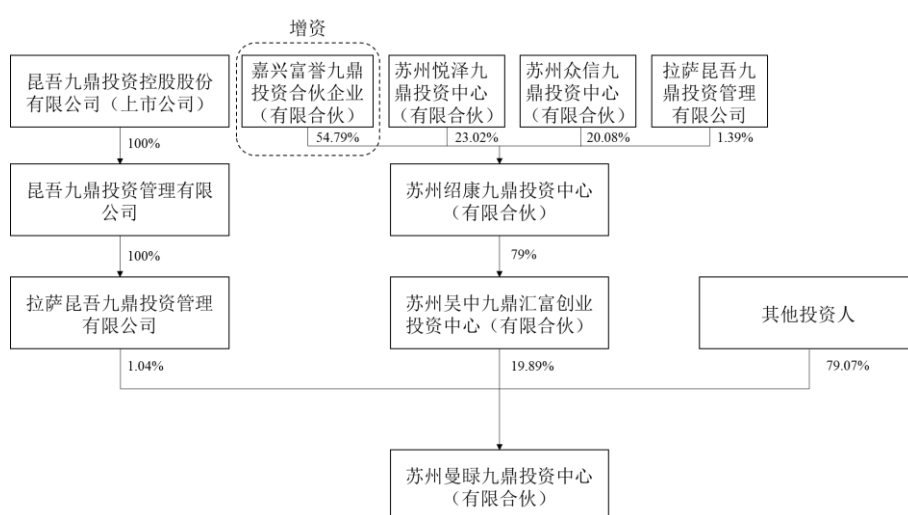 增资
昆吾九鼎投资控股股份
有限公司（上市公司）
嘉兴富誉九鼎
投资合伙企业
（有限合伙）
苏州悦泽九
鼎投资中心
（有限合伙）
苏州众信九
鼎投资中心
（有限合伙）
拉萨昆吾九
鼎投资管理
有限公司
100%
54.79%
23.02%
20.08%
1.39%
昆吾九鼎投资管理有限
公司
苏州绍康九鼎投资中心
（有限合伙）
100%
79%
拉萨昆吾九鼎投资管理
有限公司
苏州吴中九鼎汇富创业
投资中心（有限合伙）
其他投资人
1.04%
19.89%
79.07%
苏州曼睩九鼎投资中心
（有限合伙）